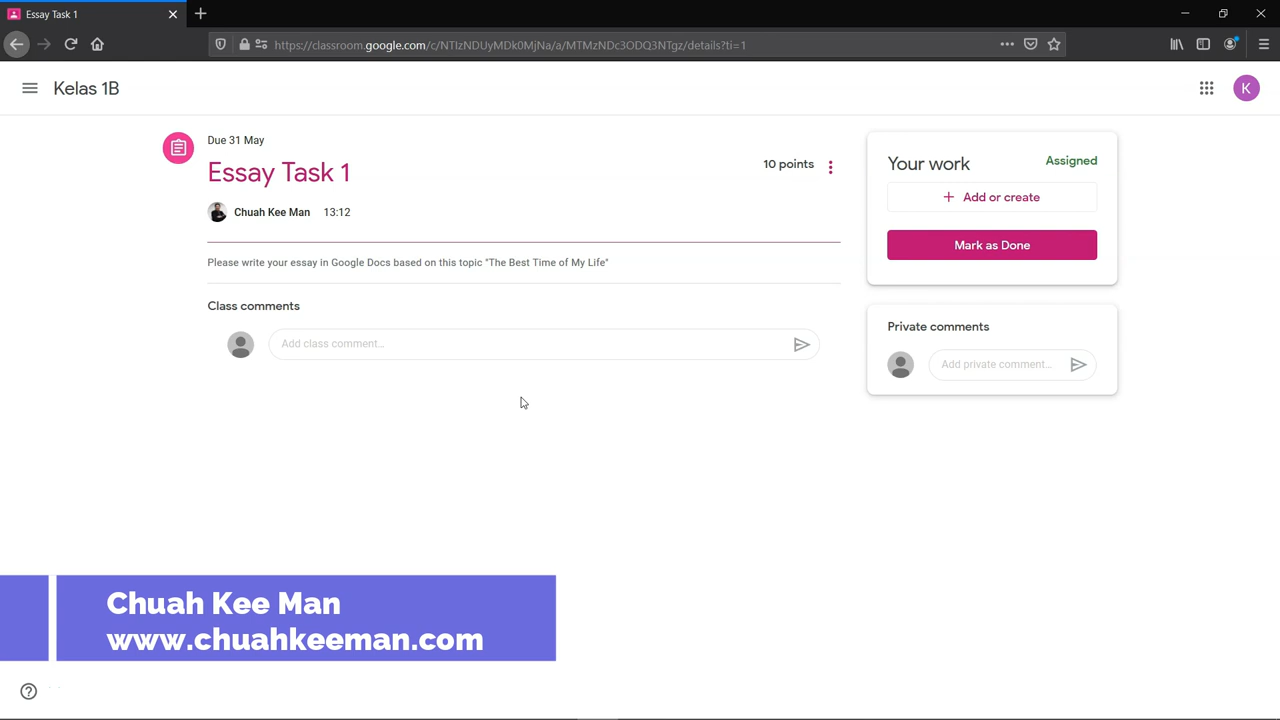 Essay Task 1
https://classroom.google.com/c/NTIzNDUyMDk0MjNa/a/MTMzNDc3ODQ3NTgz/details?ti=1
Kelas 1B
K
Due 31 May
Essay Task 1
10 points
Chuah Kee Man 13:12
Please write your essay in Google Docs based on this topic "The Best Time of My Life"
Class comments
Add class comment...
Your work
Assigned
+ Add or create
Mark as Done
Private comments
Add private comment...
Chuah Kee Man
www.chuahkeeman.com